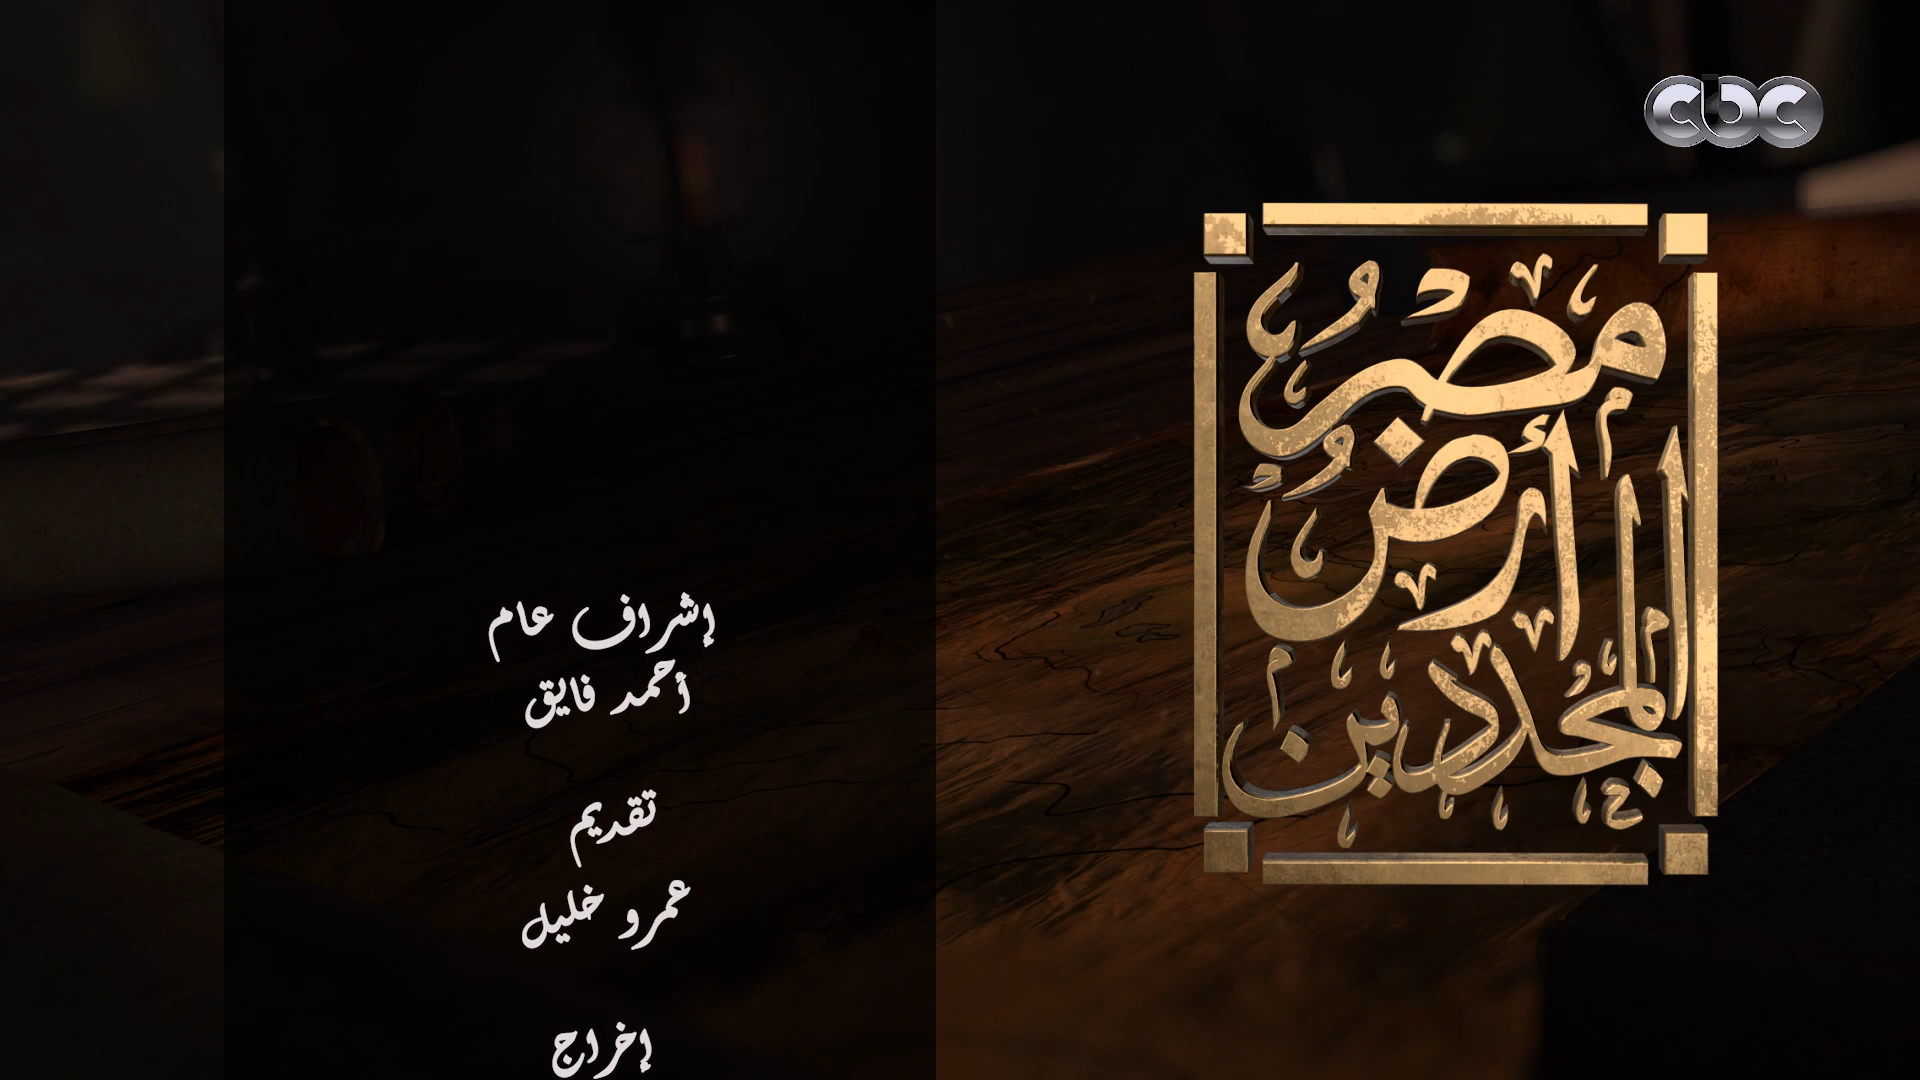 cbc
مصر
أرض
المجددين
إشراف عام
أحمد فايق
تقديم
عمرو خليل
إخراج